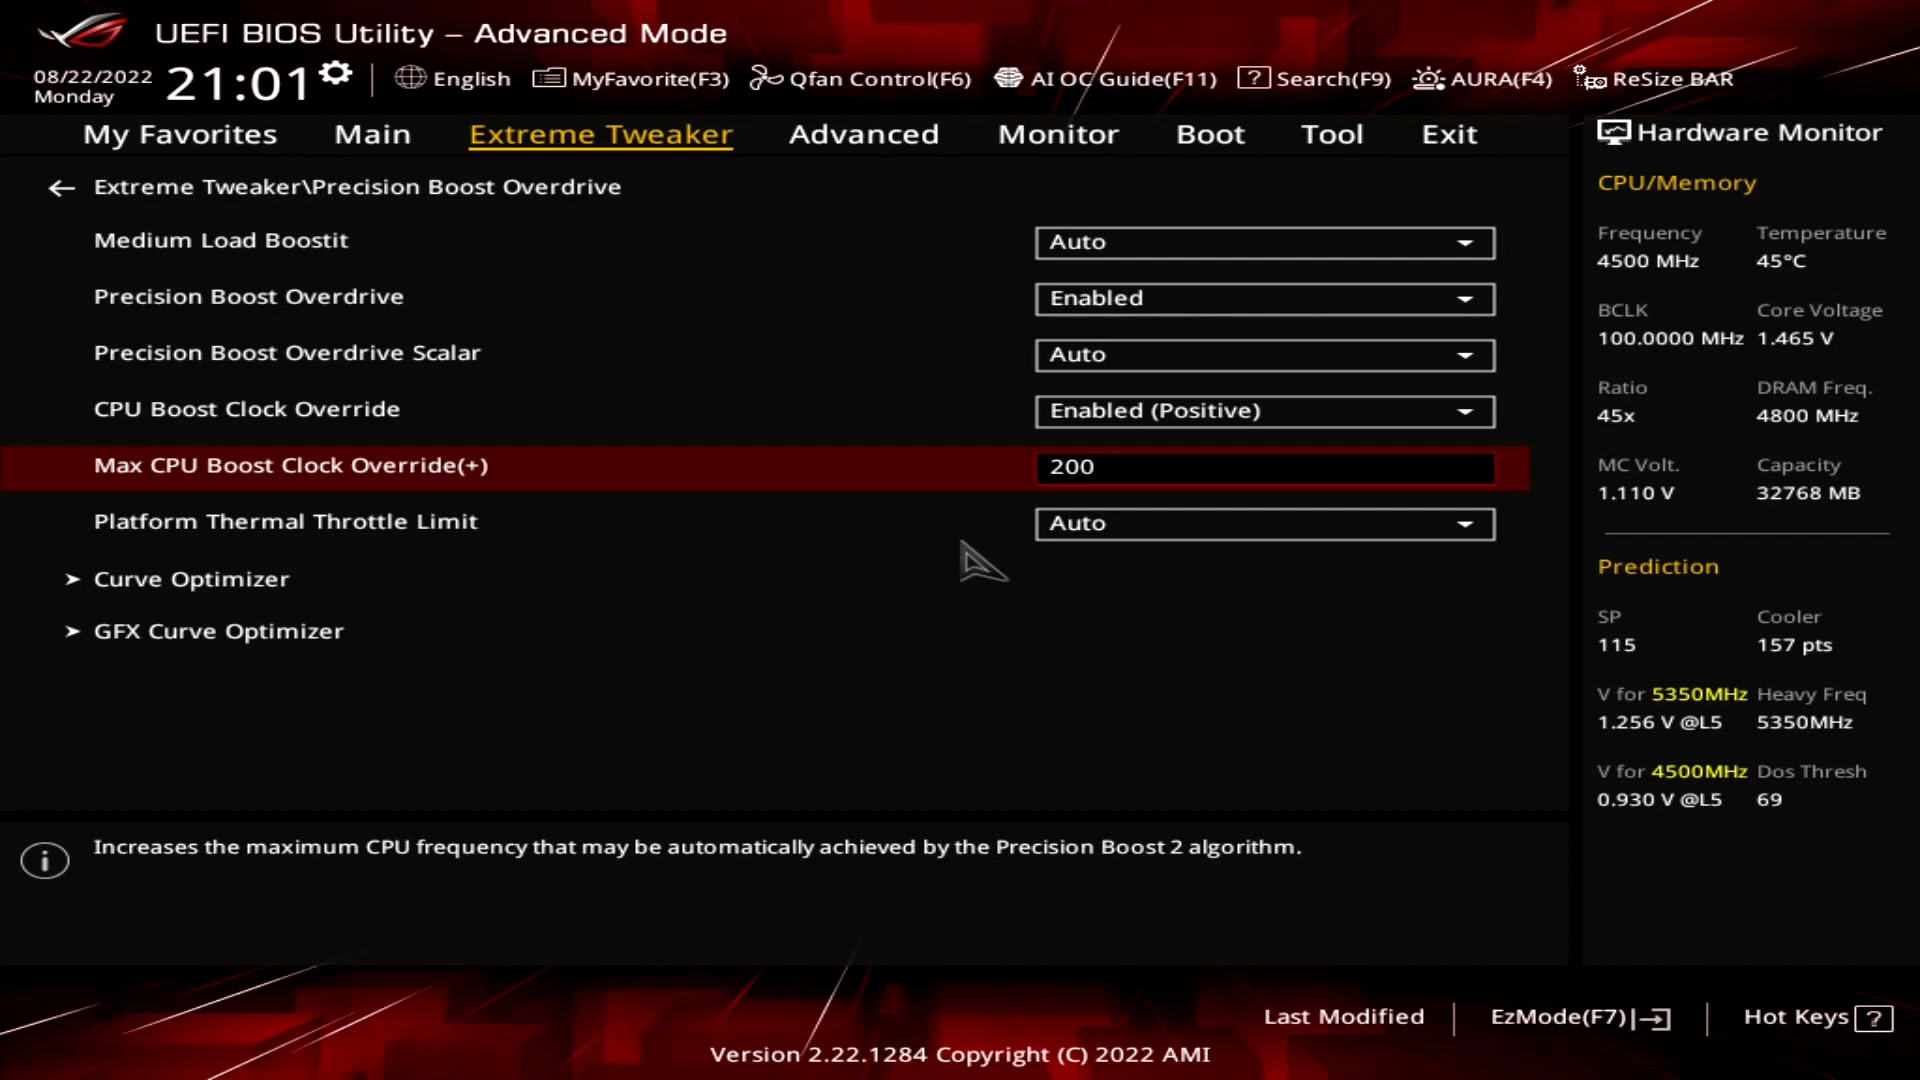 UEFI BIOS Utility – Advanced Mode
08/22/2022
Monday
21:01
English
MyFavorite(F3)
Qfan Control(F6)
AI OC Guide(F11)
Search(F9)
AURA(F4)
ReSize BAR
My Favorites
Main
Extreme Tweaker
Advanced
Monitor
Boot
Tool
Exit
Extreme Tweaker\Precision Boost Overdrive
Medium Load Boostit Auto
Precision Boost Overdrive Enabled
Precision Boost Overdrive Scalar Auto
CPU Boost Clock Override Enabled (Positive)
Max CPU Boost Clock Override(+) 200
Platform Thermal Throttle Limit Auto
Curve Optimizer
GFX Curve Optimizer
Increases the maximum CPU frequency that may be automatically achieved by the Precision Boost 2 algorithm.
Hardware Monitor
CPU/Memory
Frequency Temperature
4500 MHz 45°C
BCLK Core Voltage
100.0000 MHz 1.465 V
Ratio DRAM Freq.
45x 4800 MHz
MC Volt. Capacity
1.110 V 32768 MB
Prediction
SP Cooler
115 157 pts
V for 5350MHz Heavy Freq
1.256 V @L5 5350MHz
V for 4500MHz Dos Thresh
0.930 V @L5 69
Last Modified
EzMode(F7)
Hot Keys ?
Version 2.22.1284 Copyright (C) 2022 AMI